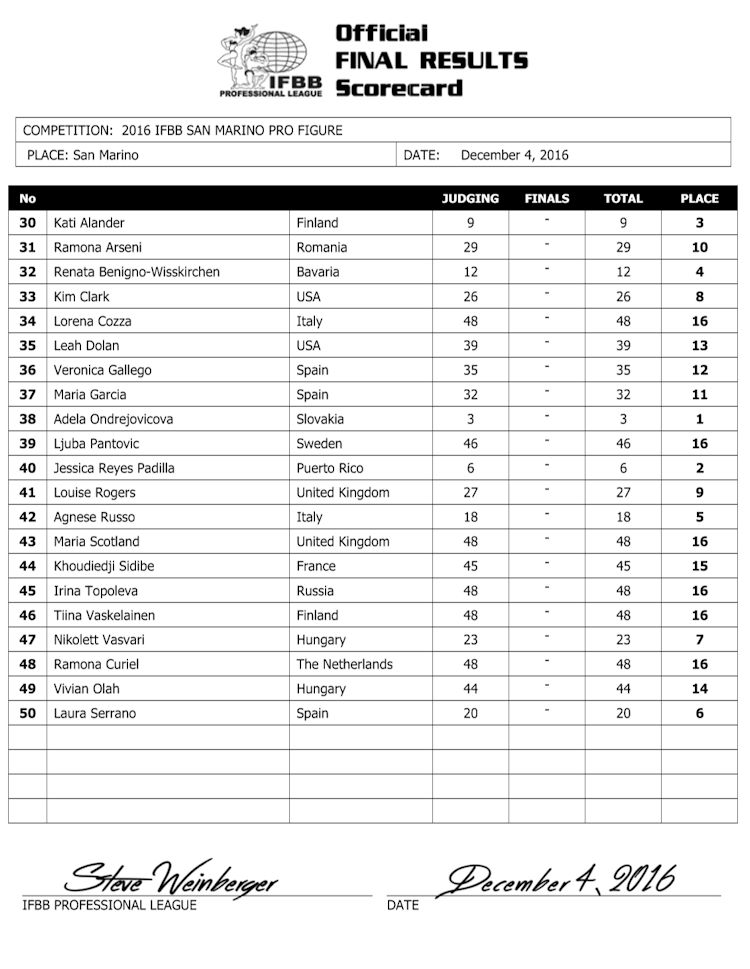 Official
FINAL RESULTS
Scorecard
IFBB
PROFESSIONAL LEAGUE
COMPETITION: 2016 IFBB SAN MARINO PRO FIGURE
PLACE: San Marino DATE: December 4, 2016
No JUDGING FINALS TOTAL PLACE
30 Kati Alander Finland 9 - 9 3
31 Ramona Arseni Romania 29 - 29 10
32 Renata Benigno-Wisskirchen Bavaria 12 - 12 4
33 Kim Clark USA 26 - 26 8
34 Lorena Cozza Italy 48 - 48 16
35 Leah Dolan USA 39 - 39 13
36 Veronica Gallego Spain 35 - 35 12
37 Maria Garcia Spain 32 - 32 11
38 Adela Ondrejovicova Slovakia 3 - 3 1
39 Ljuba Pantovic Sweden 46 - 46 16
40 Jessica Reyes Padilla Puerto Rico 6 - 6 2
41 Louise Rogers United Kingdom 27 - 27 9
42 Agnese Russo Italy 18 - 18 5
43 Maria Scotland United Kingdom 48 - 48 16
44 Khoudiedji Sidibe France 45 - 45 15
45 Irina Topoleva Russia 48 - 48 16
46 Tiina Vaskelainen Finland 48 - 48 16
47 Nikolett Vasvari Hungary 23 - 23 7
48 Ramona Curiel The Netherlands 48 - 48 16
49 Vivian Olah Hungary 44 - 44 14
50 Laura Serrano Spain 20 - 20 6
Steve Weinberger December 4, 2016
IFBB PROFESSIONAL LEAGUE DATE